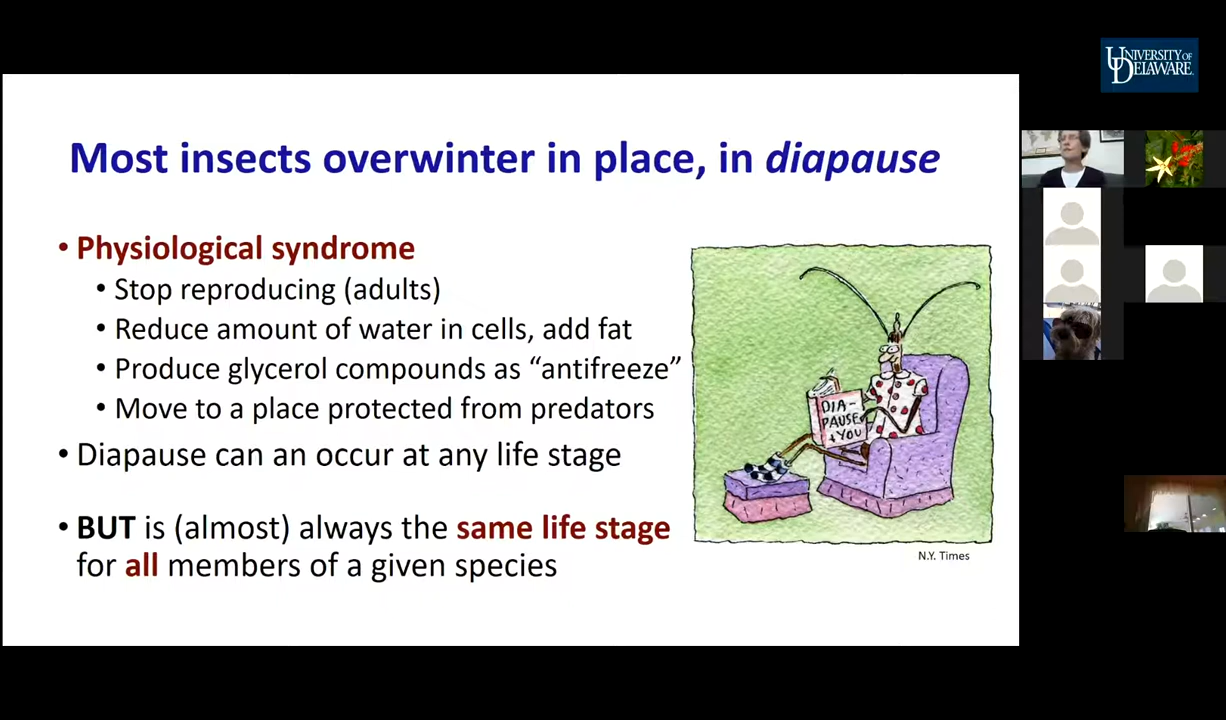 UNIVERSITY OF
DELAWARE
Most insects overwinter in place, in diapause
• Physiological syndrome
• Stop reproducing (adults)
• Reduce amount of water in cells, add fat
• Produce glycerol compounds as “antifreeze”
• Move to a place protected from predators
• Diapause can an occur at any life stage
• BUT is (almost) always the same life stage
for all members of a given species
DIA-
PAUSE
+ YOU
N.Y. Times